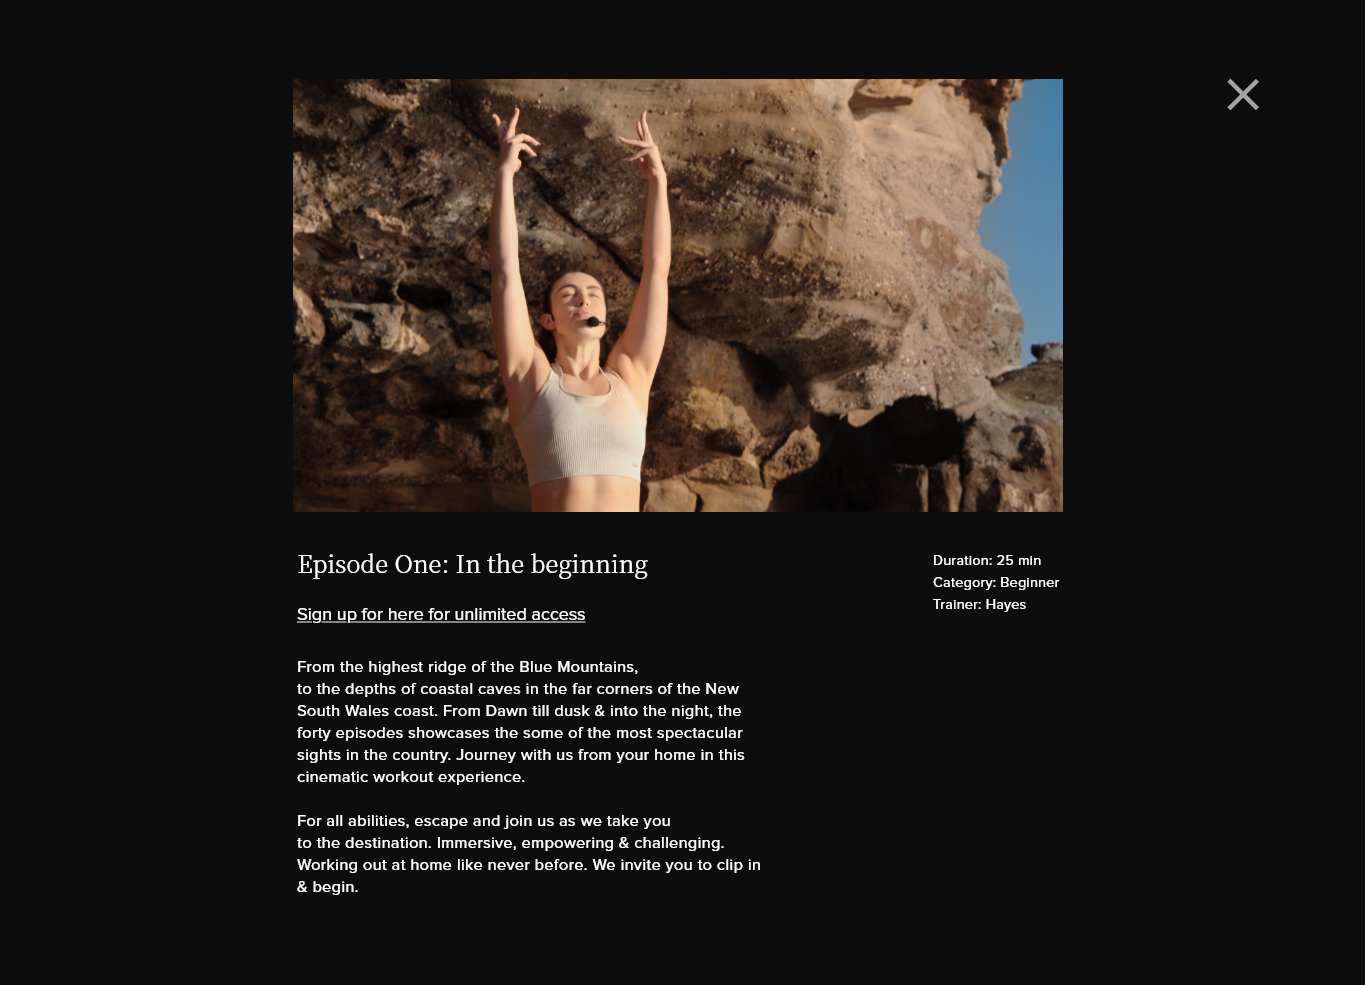 Episode One: In the beginning
Sign up for here for unlimited access
From the highest ridge of the Blue Mountains,
to the depths of coastal caves in the far corners of the New
South Wales coast. From Dawn till dusk & into the night, the
forty episodes showcases the some of the most spectacular
sights in the country. Journey with us from your home in this
cinematic workout experience.
For all abilities, escape and join us as we take you
to the destination. Immersive, empowering & challenging.
Working out at home like never before. We invite you to clip in
& begin.
Duration: 25 min
Category: Beginner
Trainer: Hayes